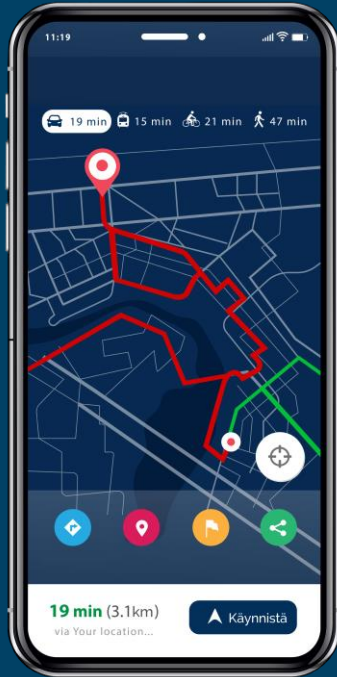 11:19
19 min 15 min 21 min 47 min
19 min (3.1km)
via Your location...
Käynnistä